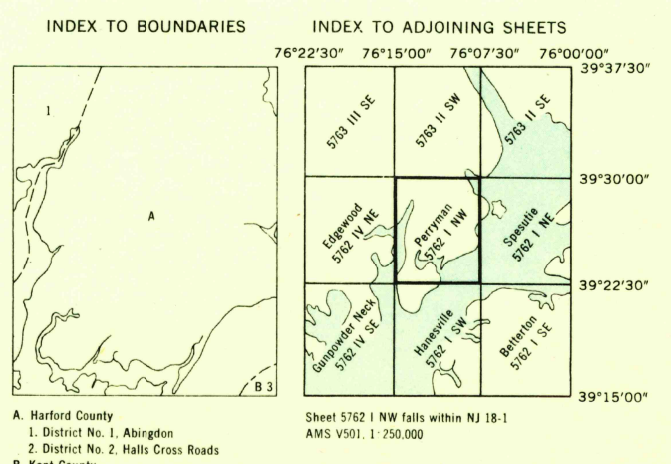 INDEX TO BOUNDARIES
INDEX TO ADJOINING SHEETS
76°22'30" 76°15'00" 76°07'30" 76°00'00"
39°37'30"
39°30'00"
39°22'30"
39°15'00"
1
A
B 3
5763 III SE
5763 II SW
5763 II SE
Edgewood
5762 IV NE
Perryman
5762 I NW
Spesutie
5762 I NE
Gunpowder Neck
5762 IV SE
Hanesville
5762 I SW
Betterton
5762 I SE
A. Harford County
1. District No. 1, Abingdon
2. District No. 2, Halls Cross Roads
B. Kent County
Sheet 5762 I NW falls within NJ 18-1
AMS V501, 1:250,000